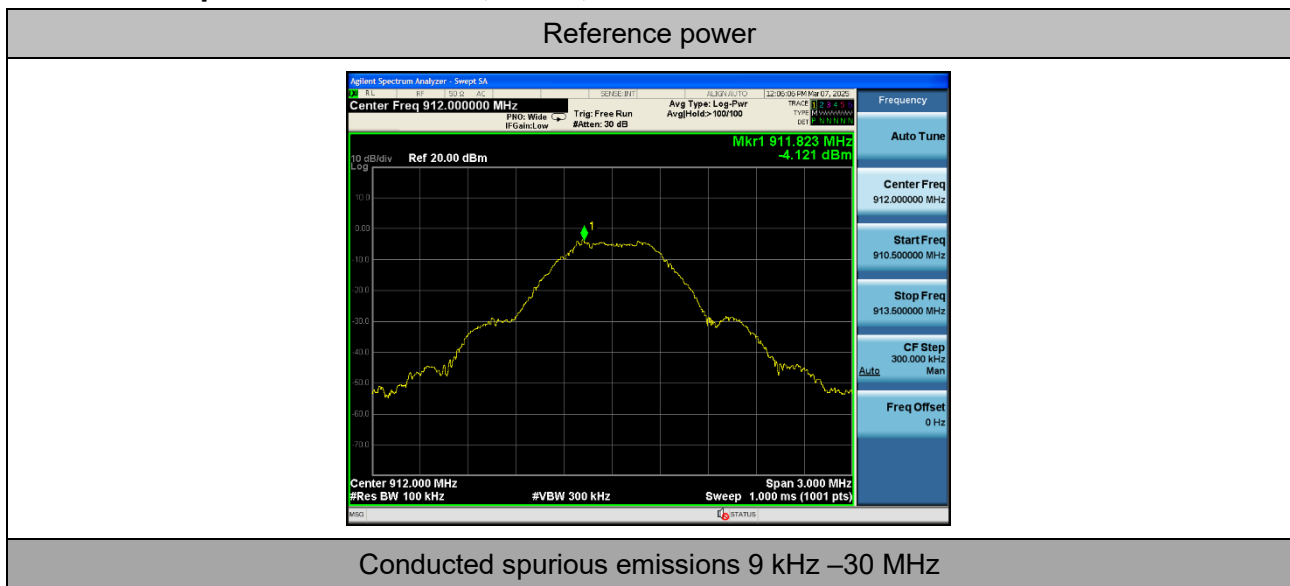 Reference power
Agilent Spectrum Analyzer - Swept SA
RL RF 50 Ω AC SENSE:INT ALIGN AUTO 12:06:06 PM Mar 07, 2025
Center Freq 912.000000 MHz
PNO: Wide
IFGain:Low
Trig: Free Run
#Atten: 30 dB
Avg Type: Log-Pwr
Avg|Hold:>100/100
TRACE 1 2 3 4 5 6
TYPE M
DET P N N N N N
Mkr1 911.823 MHz
-4.121 dBm
10 dB/div Ref 20.00 dBm
Log
10.0
0.00
-10.0
-20.0
-30.0
-40.0
-50.0
-60.0
-70.0
1
Center 912.000 MHz Span 3.000 MHz
#Res BW 100 kHz #VBW 300 kHz Sweep 1.000 ms (1001 pts)
MSG STATUS
Frequency
Auto Tune
Center Freq
912.000000 MHz
Start Freq
910.500000 MHz
Stop Freq
913.500000 MHz
CF Step
300.000 kHz
Auto Man
Freq Offset
0 Hz
Conducted spurious emissions 9 kHz –30 MHz